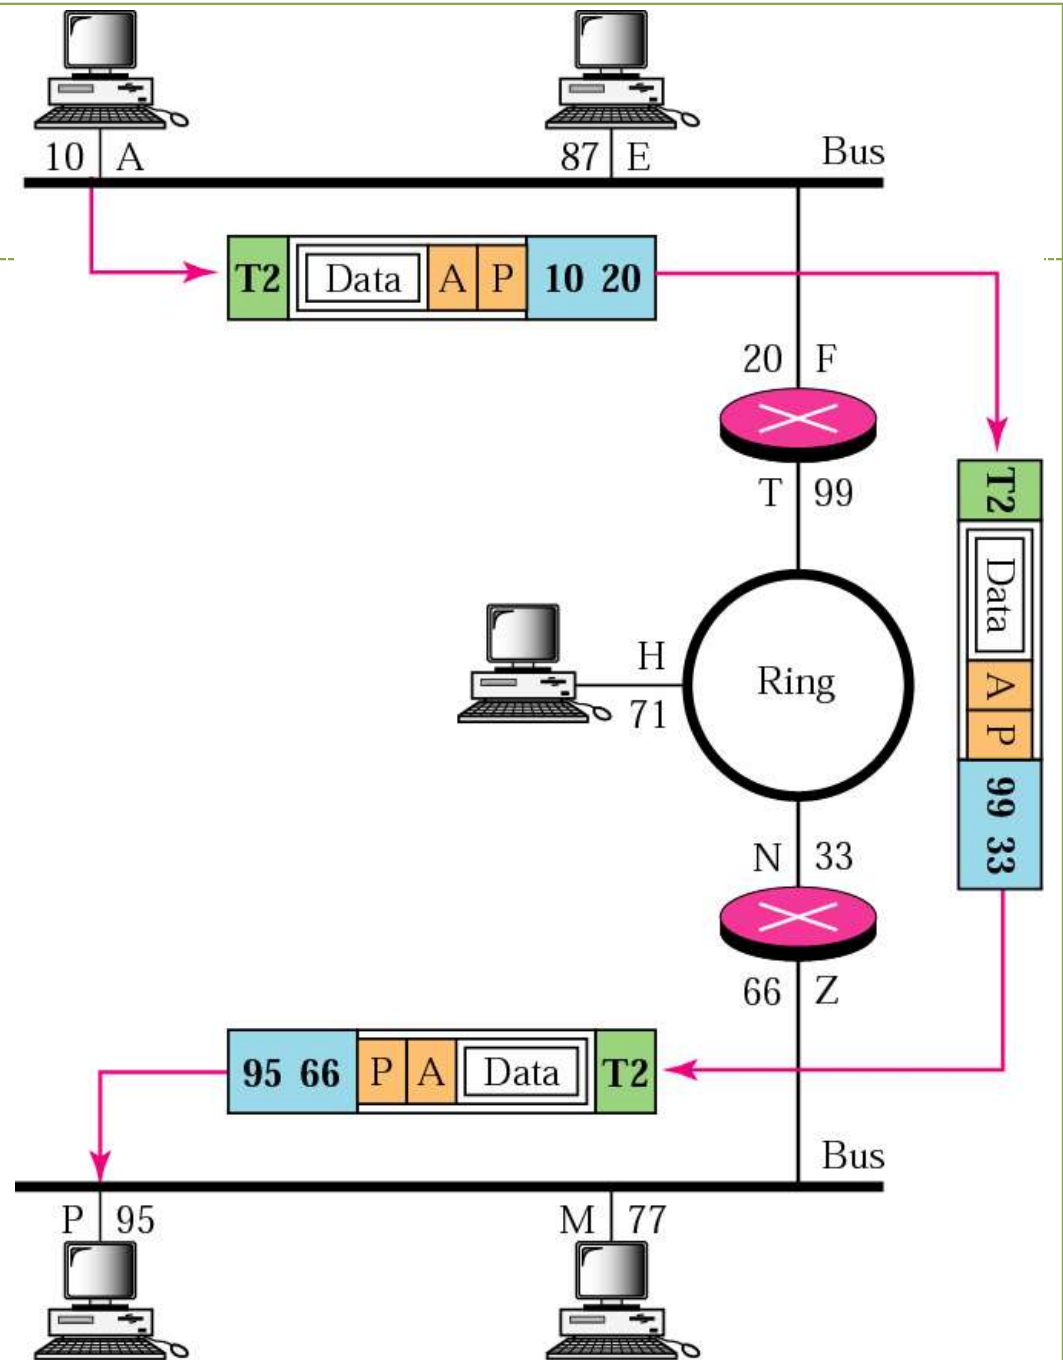 10 A
87 E
Bus
T2 Data A P 10 20
20 F
T 99
T2 Data A P 99 33
H
71
Ring
N 33
66 Z
95 66 P A Data T2
Bus
P 95
M 77